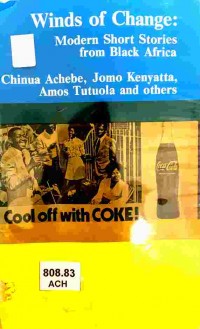 Winds of Change:
Modern Short Stories
from Black Africa
Chinua Achebe, Jomo Kenyatta,
Amos Tutuola and others
Coca-Cola
Cool off with COKE!
808.83
ACH